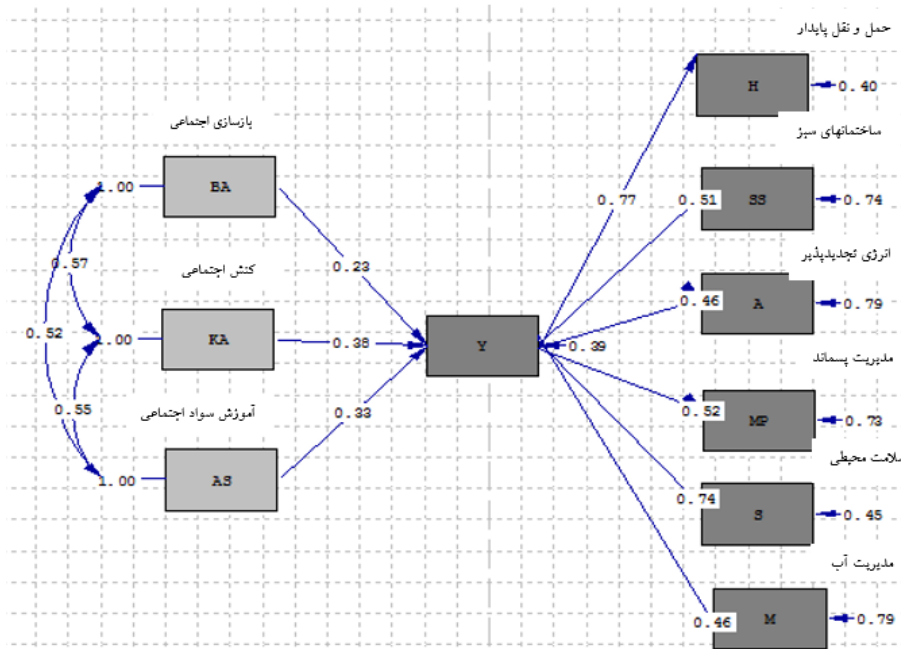 حمل و نقل پایدار
H
0.40
ساختمانهای سبز
بازسازی اجتماعی
1.00
BA
0.77
0.51
SS
0.74
0.57
0.23
انرژی تجدیدپذیر
کنش اجتماعی
0.46
A
0.79
0.52
1.00
KA
0.38
Y
0.39
مدیریت پسماند
0.55
آموزش سواد اجتماعی
0.33
0.52
MP
0.73
سلامت محیطی
1.00
AS
0.74
S
0.45
مدیریت آب
0.46
M
0.79